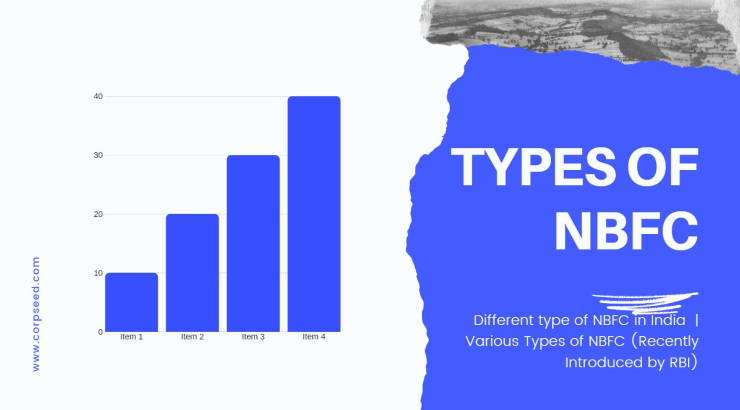 40
30
20
10
0
Item 1 Item 2 Item 3 Item 4
www.corpseed.com
TYPES OF
NBFC
Different type of NBFC in India |
Various Types of NBFC (Recently
Introduced by RBI)